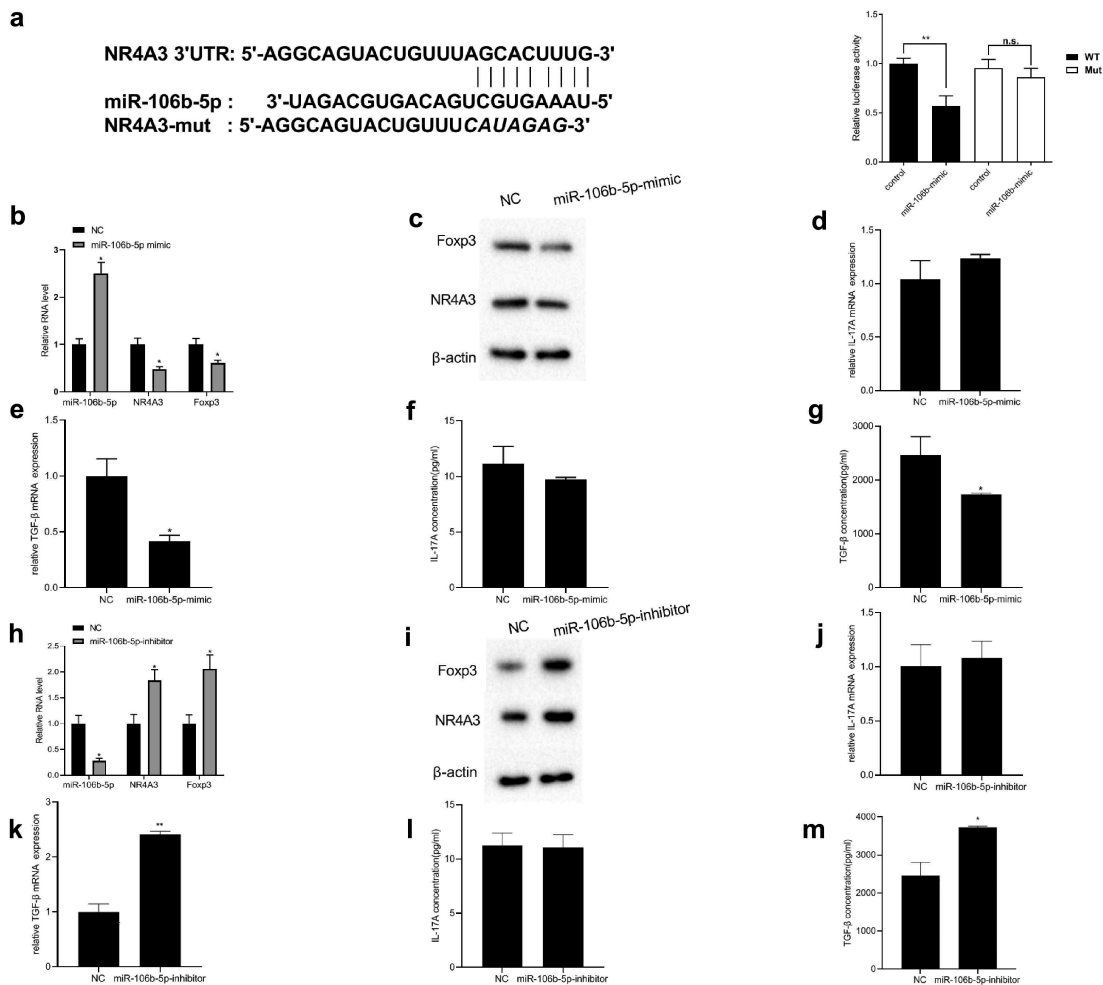 a
NR4A3 3'UTR: 5'-AGGCAGUACUGUUUAGCACUUUG-3'
miR-106b-5p : 3'-UAGACGUGACAGUCGUGAAAU-5'
NR4A3-mut : 5'-AGGCAGUACUGUUUCAUAGAG-3'
Relative luciferase activity
1.5
1.0
0.5
0.0
**
n.s.
WT
Mut
control
miR-106b-mimic
control
miR-106b-mimic
b
NC
miR-106b-5p mimic
Relative RNA level
3
2
1
0
*
*
*
miR-106b-5p
NR4A3
Foxp3
c
NC
miR-106b-5p-mimic
Foxp3
NR4A3
β-actin
d
relative IL-17A mRNA expression
1.5
1.0
0.5
0.0
NC
miR-106b-5p-mimic
e
relative TGF-β mRNA expression
1.5
1.0
0.5
0.0
*
NC
miR-106b-5p-mimic
f
IL-17A concentration(pg/ml)
15
10
5
0
NC
miR-106b-5p-mimic
g
TGF-β concentration(pg/ml)
3000
2000
1000
0
*
NC
miR-106b-5p-mimic
h
NC
miR-106b-5p-inhibitor
Relative RNA level
2.5
2.0
1.5
1.0
0.5
0.0
*
*
*
miR-106b-5p
NR4A3
Foxp3
i
NC
miR-106b-5p-inhibitor
Foxp3
NR4A3
β-actin
j
relative IL-17A mRNA expression
1.5
1.0
0.5
0.0
NC
miR-106b-5p-inhibitor
k
relative TGF-β mRNA expression
3
2
1
0
**
NC
miR-106b-5p-inhibitor
l
IL-17A concentration(pg/ml)
15
10
5
0
NC
miR-106b-5p-inhibitor
m
TGF-β concentration(pg/ml)
4000
3000
2000
1000
0
*
NC
miR-106b-5p-inhibitor